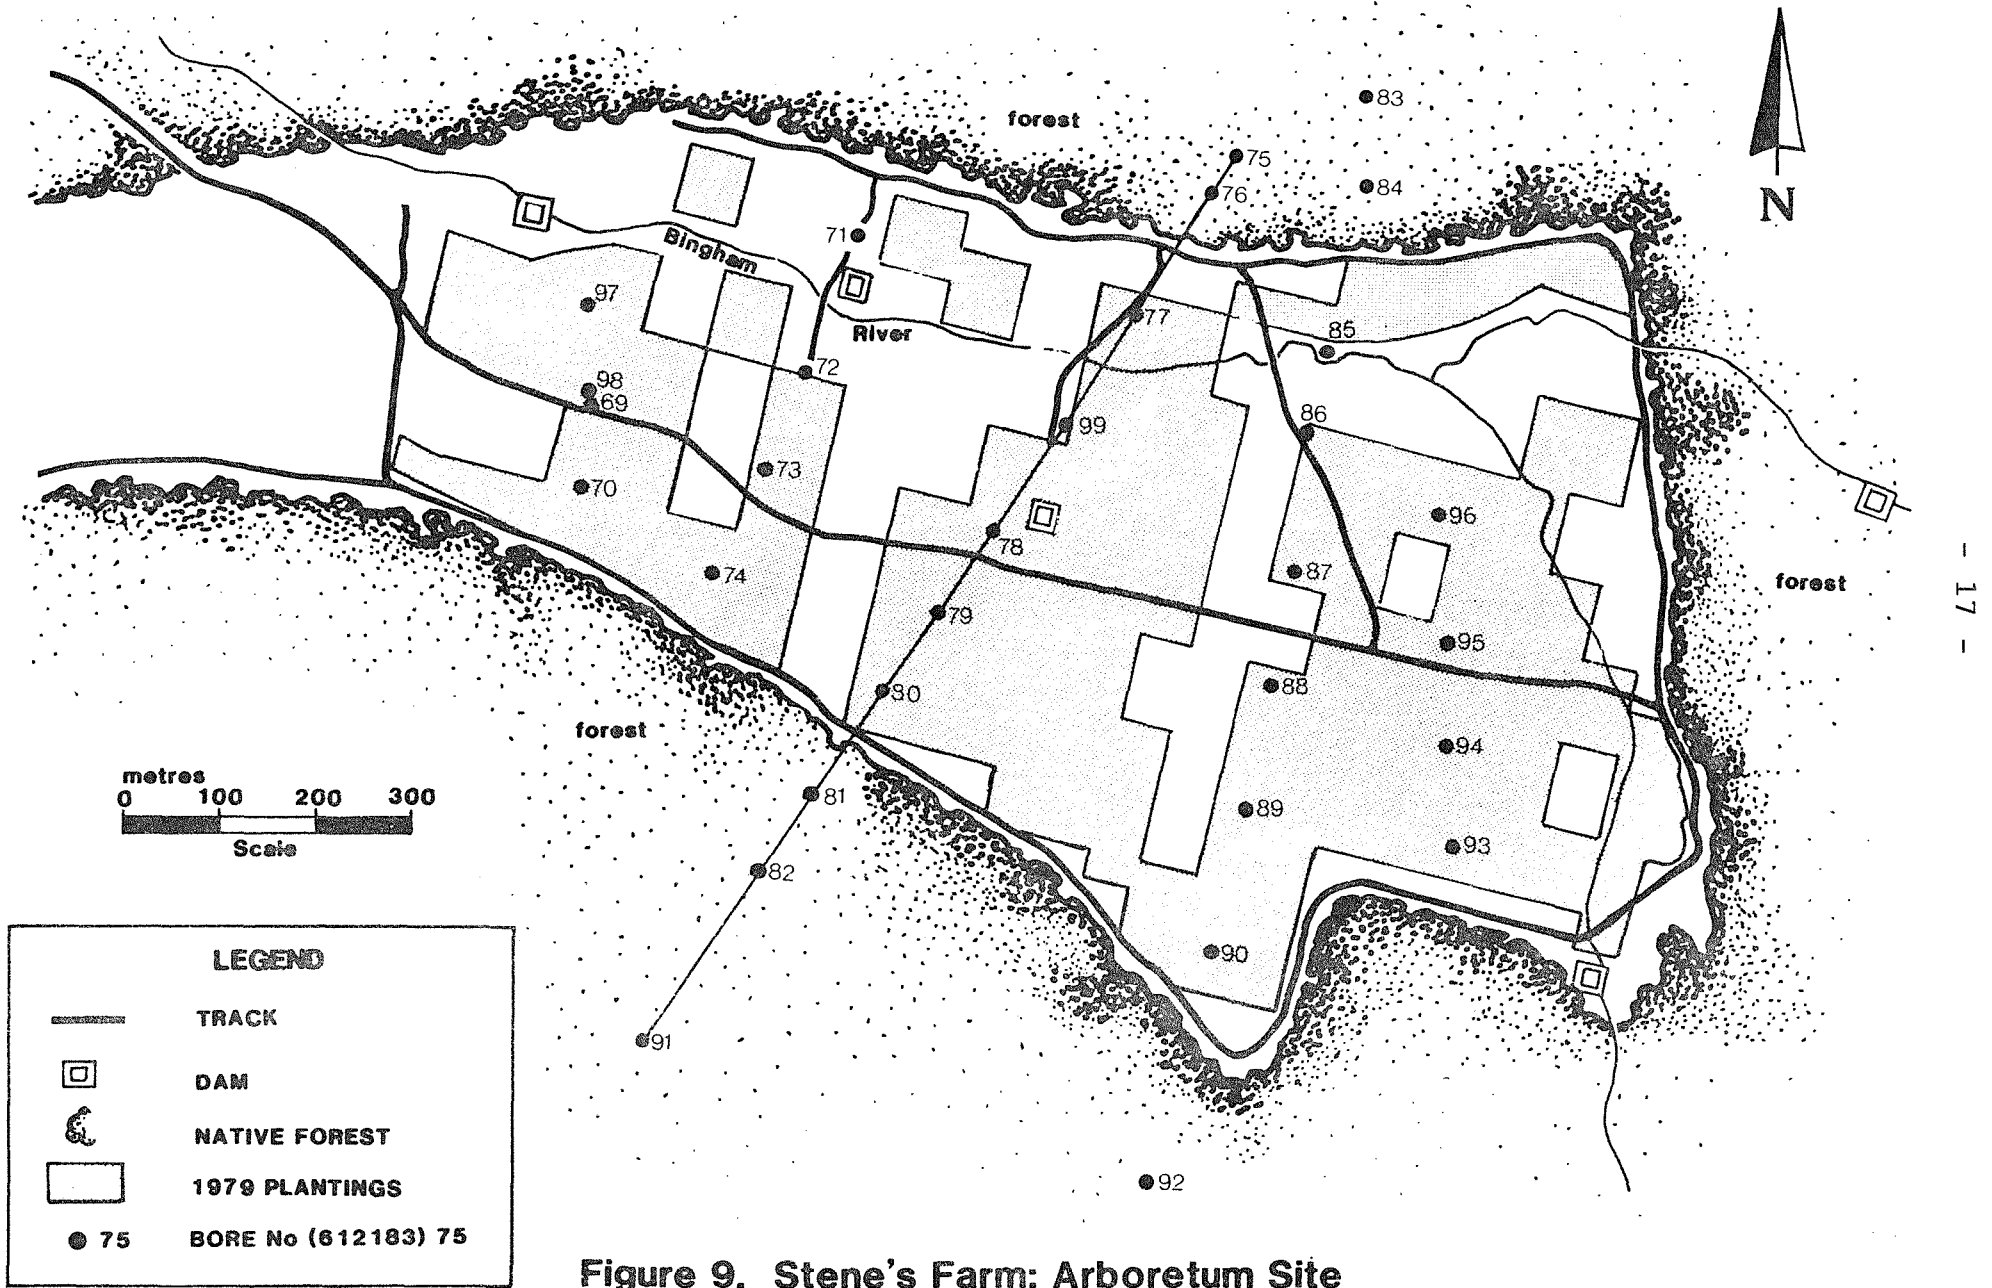 forest
83
75
76
84
N
71
Bingham
97
77
River
85
72
98
69
99
86
73
70
96
78
87
74
forest
79
95
80
88
forest
94
metres
0 100 200 300
Scale
81
89
82
93
90
91
92
LEGEND
TRACK
DAM
NATIVE FOREST
1979 PLANTINGS
75 BORE No (612183) 75
- 17 -
Figure 9. Stene's Farm: Arboretum Site